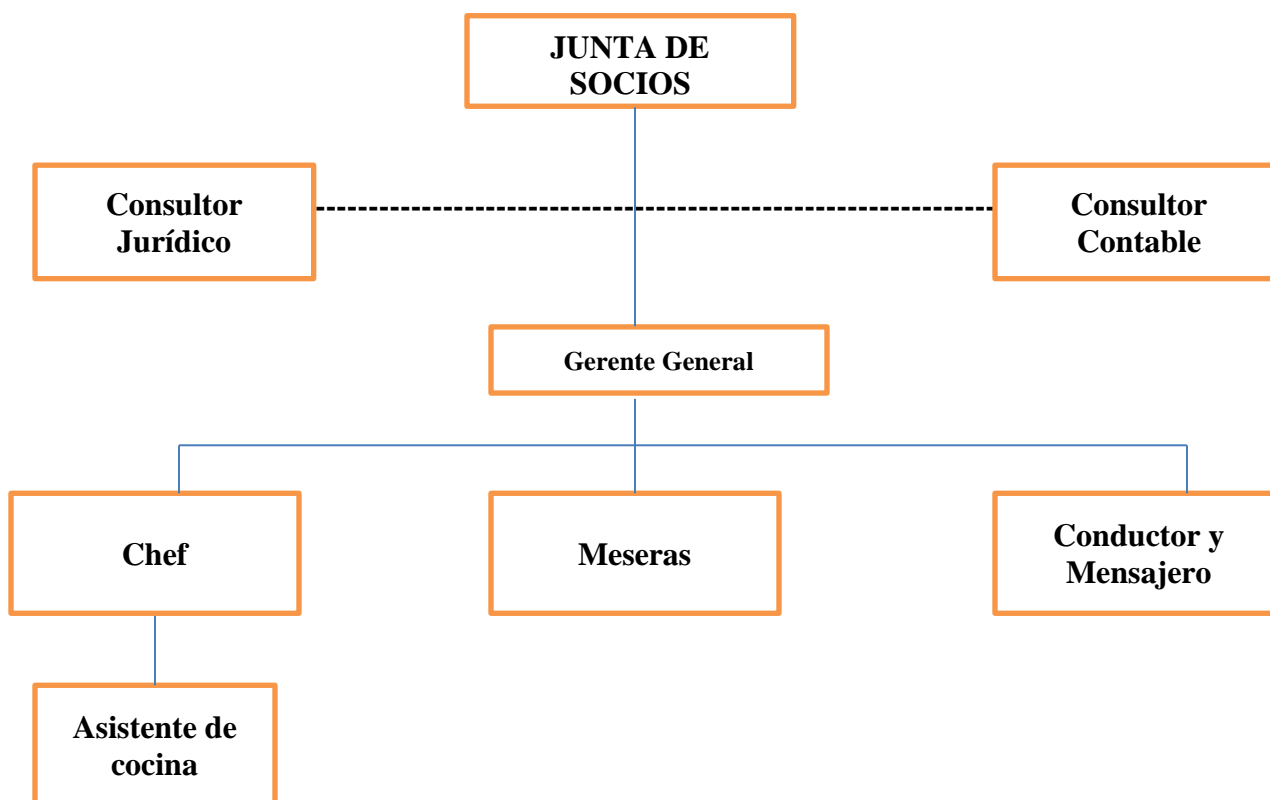 JUNTA DE
SOCIOS
Consultor
Jurídico
Consultor
Contable
Gerente General
Chef
Meseras
Conductor y
Mensajero
Asistente de
cocina